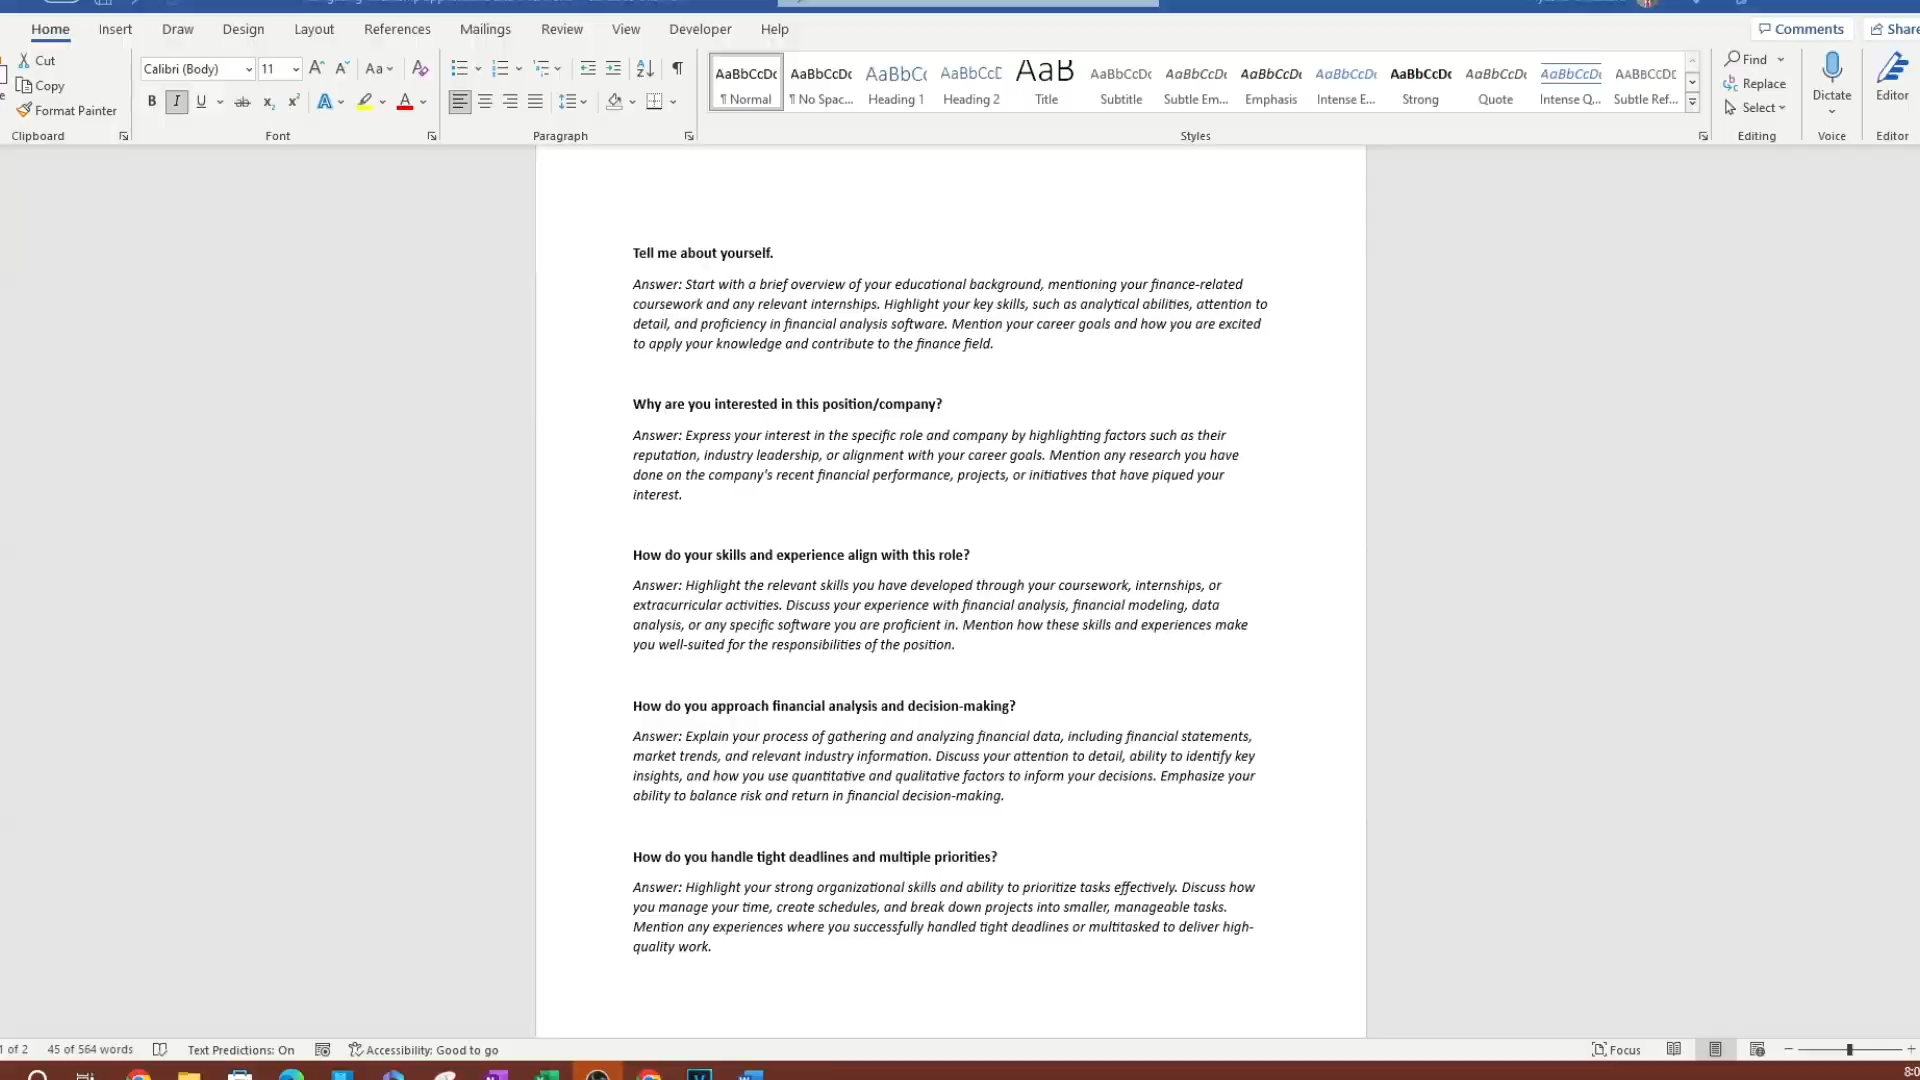 Home Insert Draw Design Layout References Mailings Review View Developer Help Comments Share
Cut
Copy
Format Painter
Calibri (Body) 11
Find
Replace
Select
Dictate
Editor
AaBbCcDc AaBbCcDc AaBbC AaBbCcD AaB AaBbCcDc AaBbCcDc AaBbCcDc AaBbCcDc AaBbCcDc AaBbCcDc AaBbCcDc AABBCCDC
¶ Normal ¶ No Spac... Heading 1 Heading 2 Title Subtitle Subtle Em... Emphasis Intense E... Strong Quote Intense Q... Subtle Ref...
Clipboard Font Paragraph Styles Editing Voice Editor
Tell me about yourself.
Answer: Start with a brief overview of your educational background, mentioning your finance-related
coursework and any relevant internships. Highlight your key skills, such as analytical abilities, attention to
detail, and proficiency in financial analysis software. Mention your career goals and how you are excited
to apply your knowledge and contribute to the finance field.
Why are you interested in this position/company?
Answer: Express your interest in the specific role and company by highlighting factors such as their
reputation, industry leadership, or alignment with your career goals. Mention any research you have
done on the company's recent financial performance, projects, or initiatives that have piqued your
interest.
How do your skills and experience align with this role?
Answer: Highlight the relevant skills you have developed through your coursework, internships, or
extracurricular activities. Discuss your experience with financial analysis, financial modeling, data
analysis, or any specific software you are proficient in. Mention how these skills and experiences make
you well-suited for the responsibilities of the position.
How do you approach financial analysis and decision-making?
Answer: Explain your process of gathering and analyzing financial data, including financial statements,
market trends, and relevant industry information. Discuss your attention to detail, ability to identify key
insights, and how you use quantitative and qualitative factors to inform your decisions. Emphasize your
ability to balance risk and return in financial decision-making.
How do you handle tight deadlines and multiple priorities?
Answer: Highlight your strong organizational skills and ability to prioritize tasks effectively. Discuss how
you manage your time, create schedules, and break down projects into smaller, manageable tasks.
Mention any experiences where you successfully handled tight deadlines or multitasked to deliver high-
quality work.
1 of 2 45 of 564 words Text Predictions: On Accessibility: Good to go Focus